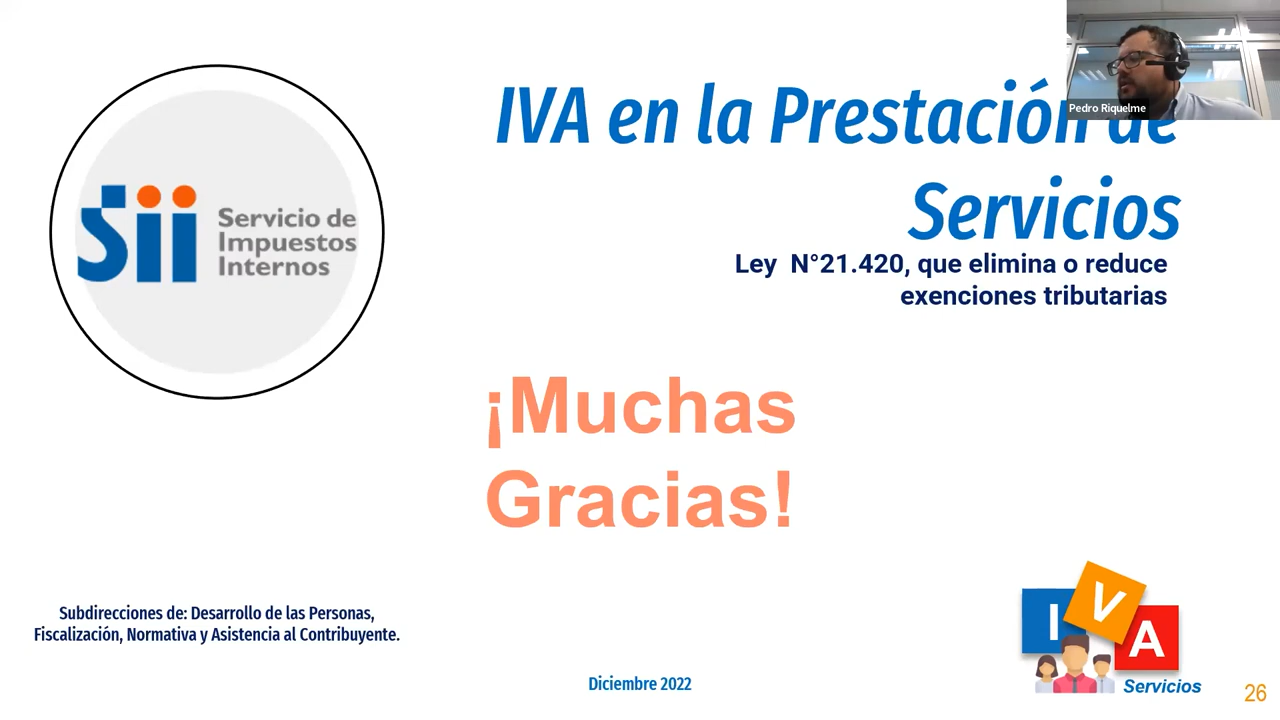 Pedro Riquelme
IVA en la Prestación de
Servicios
Ley N°21.420, que elimina o reduce
exenciones tributarias
Sii
Servicio de
Impuestos
Internos
¡Muchas
Gracias!
Subdirecciones de: Desarrollo de las Personas,
Fiscalización, Normativa y Asistencia al Contribuyente.
Diciembre 2022
IVA
Servicios
26